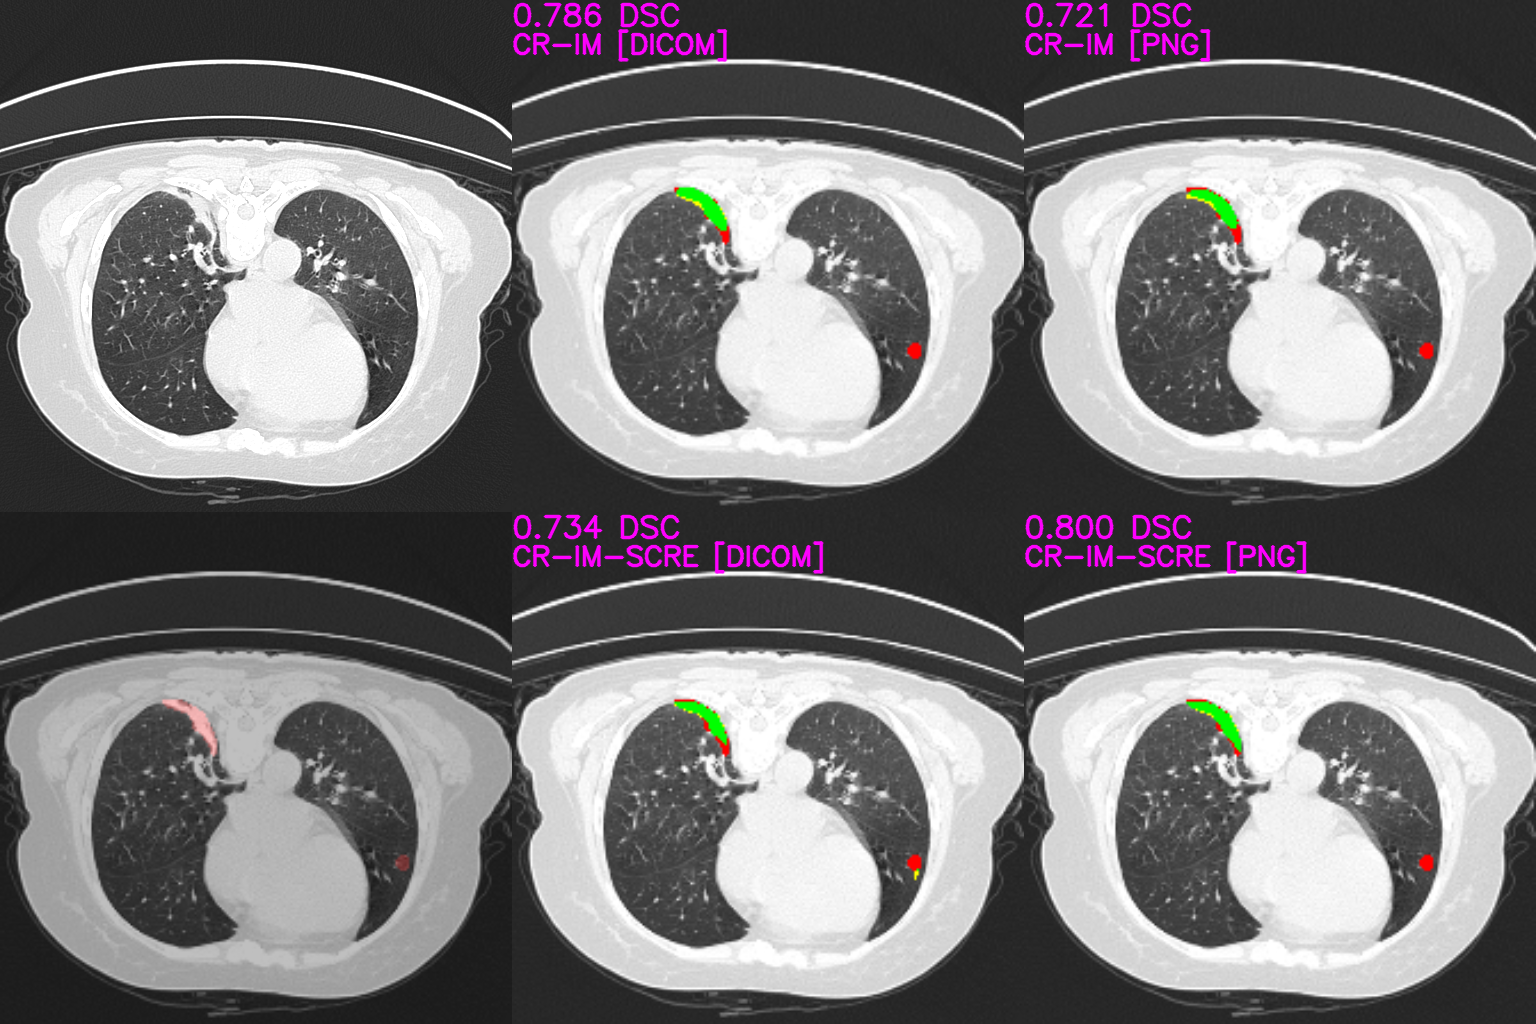 0.786 DSC
CR-IM [DICOM]
0.721 DSC
CR-IM [PNG]
0.734 DSC
CR-IM-SCRE [DICOM]
0.800 DSC
CR-IM-SCRE [PNG]